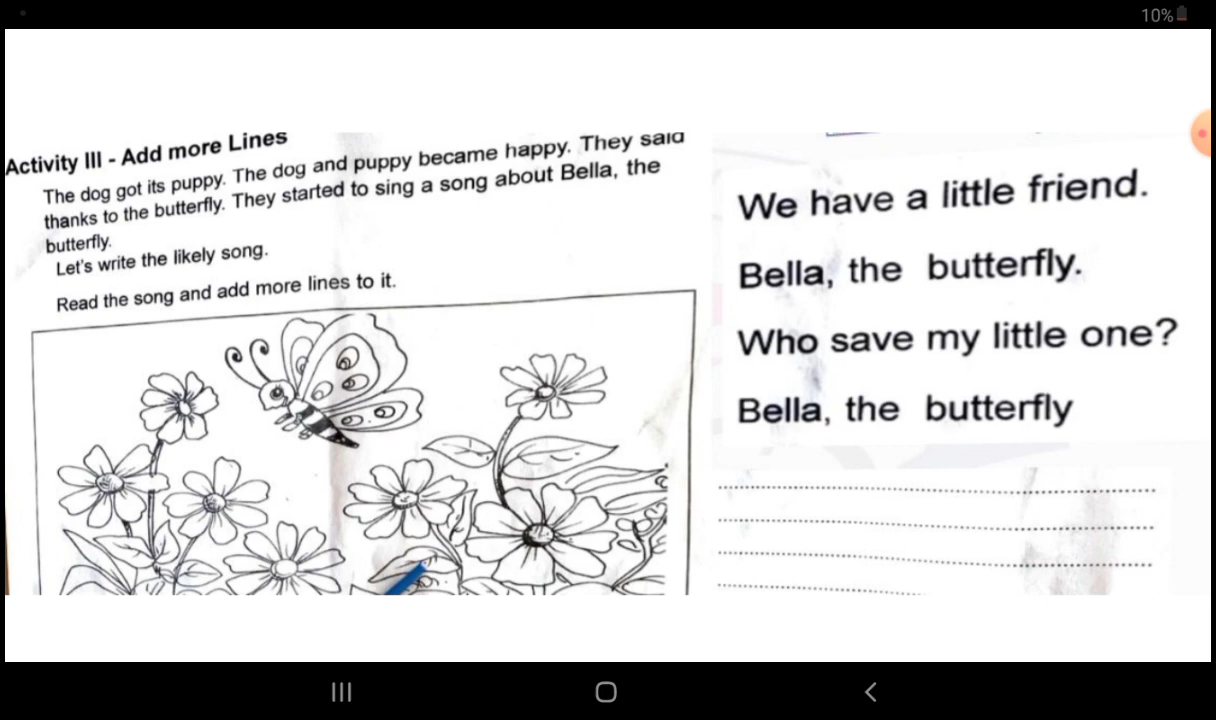 10%
Activity III - Add more Lines
The dog got its puppy. The dog and puppy became happy. They said
thanks to the butterfly. They started to sing a song about Bella, the
butterfly.
Let's write the likely song.
Read the song and add more lines to it.
We have a little friend.
Bella, the butterfly.
Who save my little one?
Bella, the butterfly